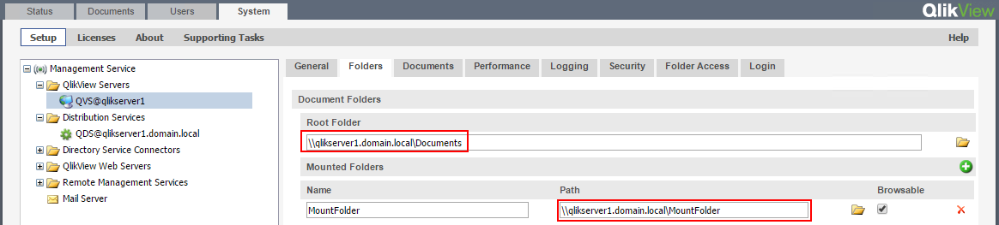 Status Documents Users System QlikView
Setup Licenses About Supporting Tasks Help
Management Service
QlikView Servers
QVS@qlikserver1
Distribution Services
QDS@qlikserver1.domain.local
Directory Service Connectors
QlikView Web Servers
Remote Management Services
Mail Server
General Folders Documents Performance Logging Security Folder Access Login
Document Folders
Root Folder
\\qlikserver1.domain.local\Documents
Mounted Folders
Name Path Browsable
MountFolder \\qlikserver1.domain.local\MountFolder